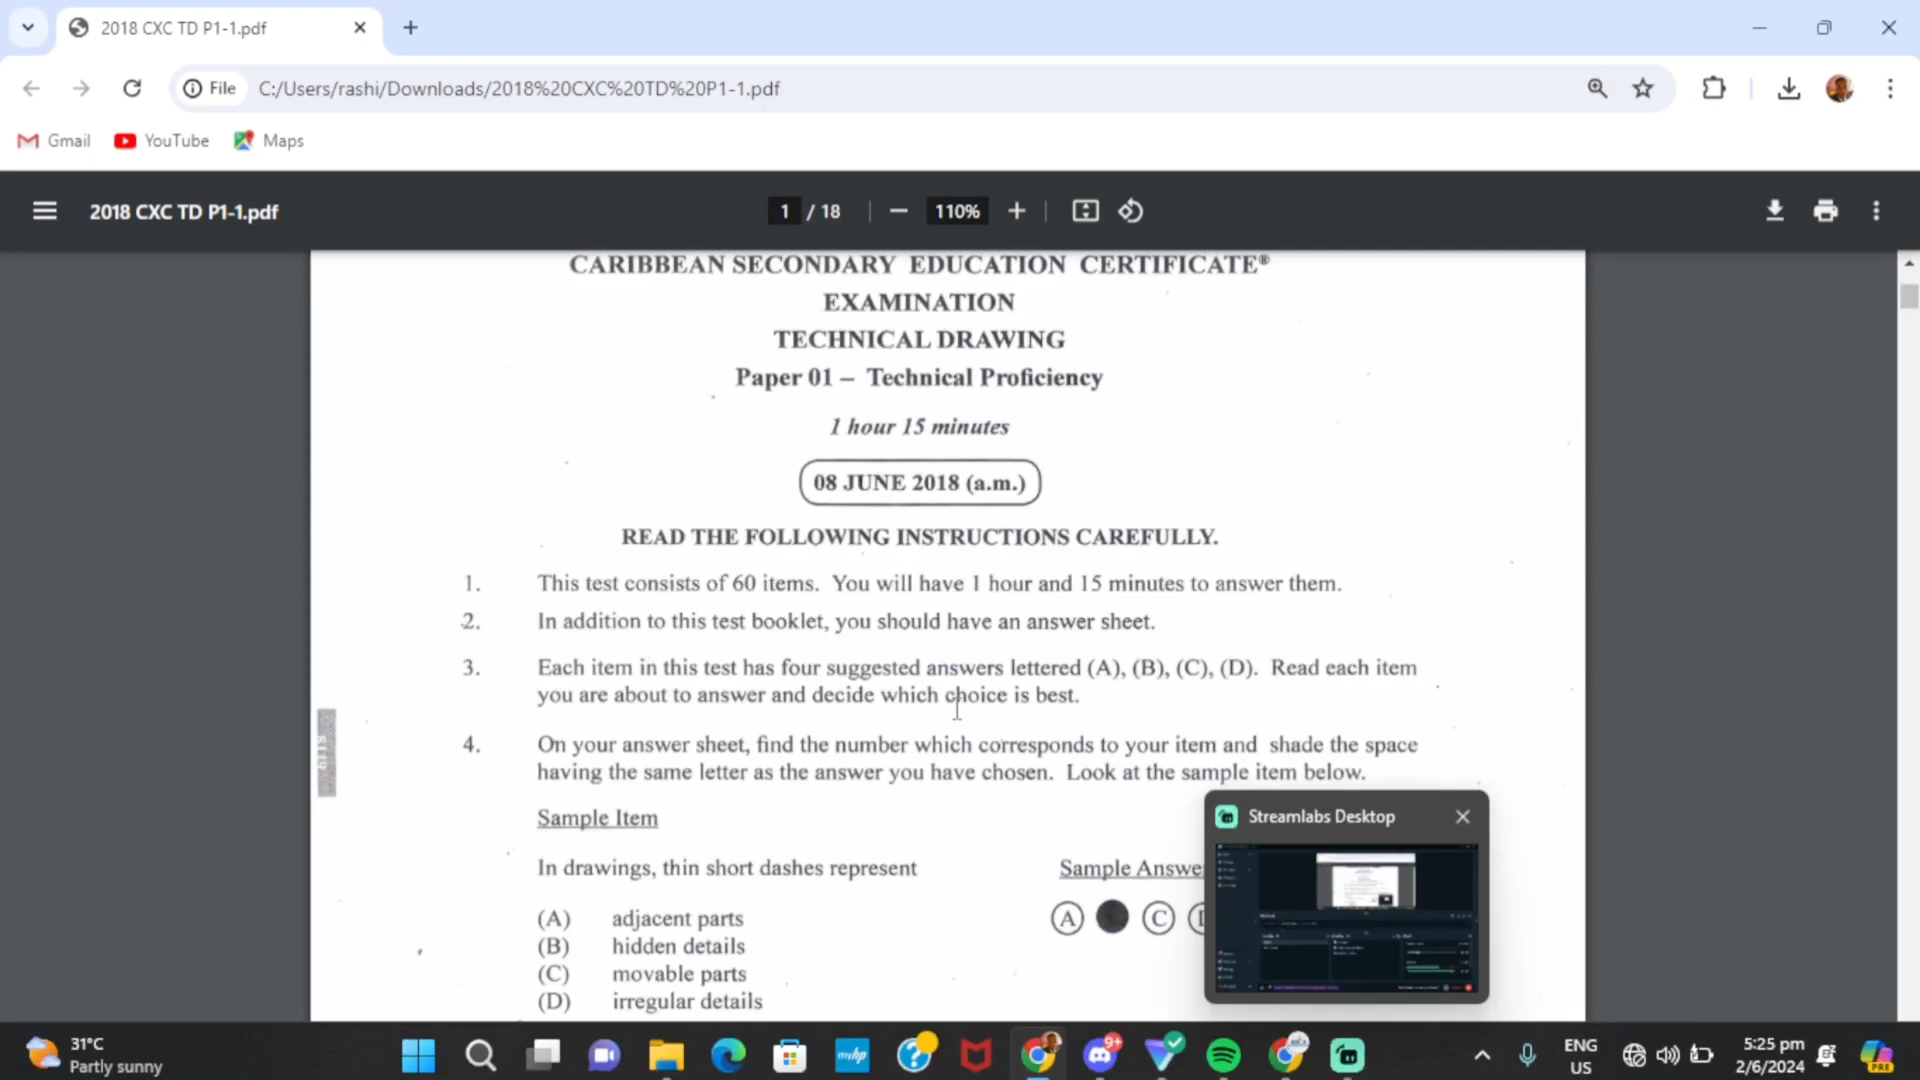 2018 CXC TD P1-1.pdf
File
C:/Users/rashi/Downloads/2018%20CXC%20TD%20P1-1.pdf
Gmail
YouTube
Maps
2018 CXC TD P1-1.pdf
1 / 18
110%
CARIBBEAN SECONDARY EDUCATION CERTIFICATE®
EXAMINATION
TECHNICAL DRAWING
Paper 01 – Technical Proficiency
1 hour 15 minutes
08 JUNE 2018 (a.m.)
READ THE FOLLOWING INSTRUCTIONS CAREFULLY.
1. This test consists of 60 items. You will have 1 hour and 15 minutes to answer them.
2. In addition to this test booklet, you should have an answer sheet.
3. Each item in this test has four suggested answers lettered (A), (B), (C), (D). Read each item
you are about to answer and decide which choice is best.
4. On your answer sheet, find the number which corresponds to your item and shade the space
having the same letter as the answer you have chosen. Look at the sample item below.
Sample Item
In drawings, thin short dashes represent
Sample Answe
(A) adjacent parts
(B) hidden details
(C) movable parts
(D) irregular details
A C
Streamlabs Desktop
31°C
Partly sunny
myhp
9+
ENG
US
5:25 pm
2/6/2024
PRE